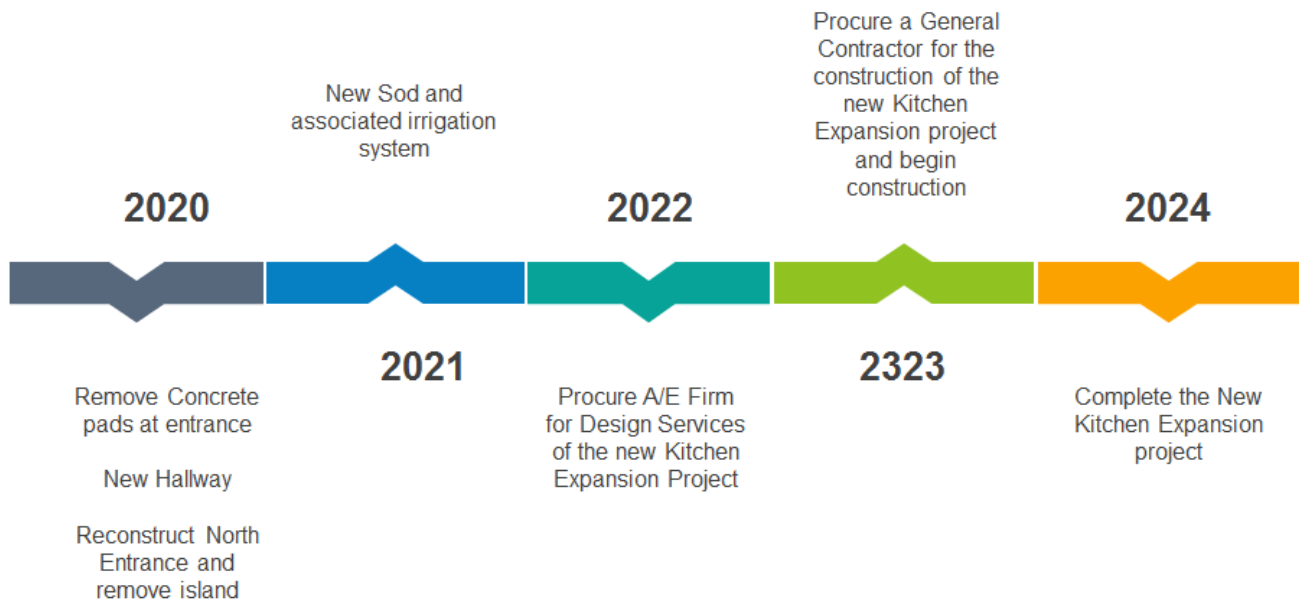 2020
Remove Concrete
pads at entrance
New Hallway
Reconstruct North
Entrance and
remove island
New Sod and
associated irrigation
system
2021
2022
Procure A/E Firm
for Design Services
of the new Kitchen
Expansion Project
Procure a General
Contractor for the
construction of the
new Kitchen
Expansion project
and begin
construction
2323
2024
Complete the New
Kitchen Expansion
project